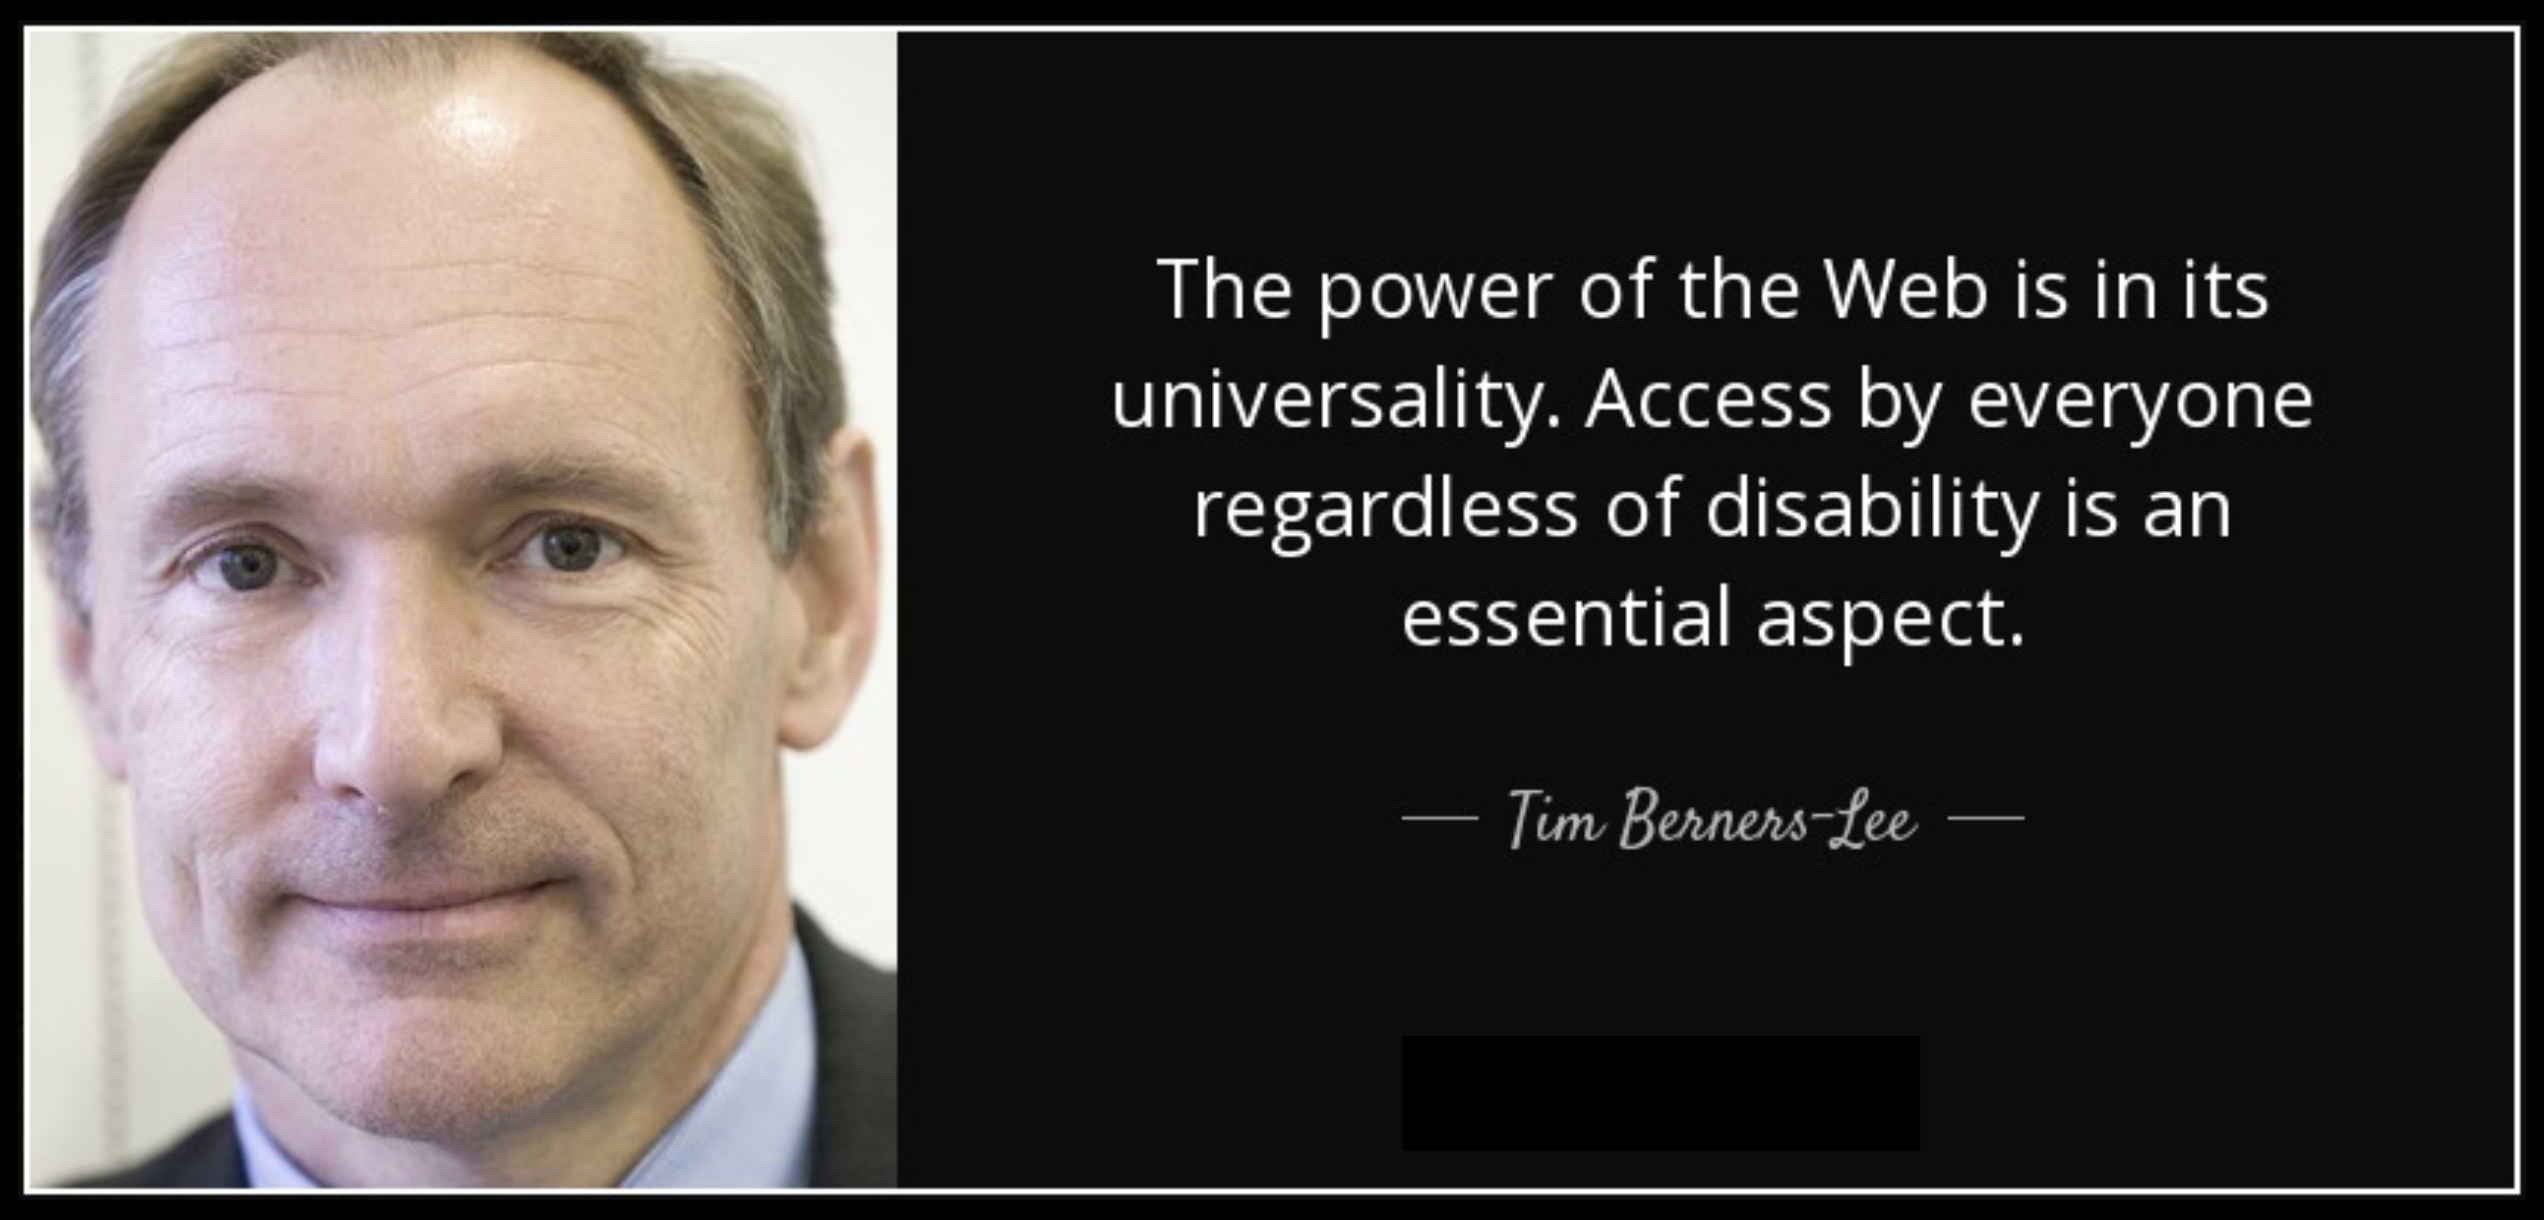 The power of the Web is in its
universality. Access by everyone
regardless of disability is an
essential aspect.
— Tim Berners-Lee —